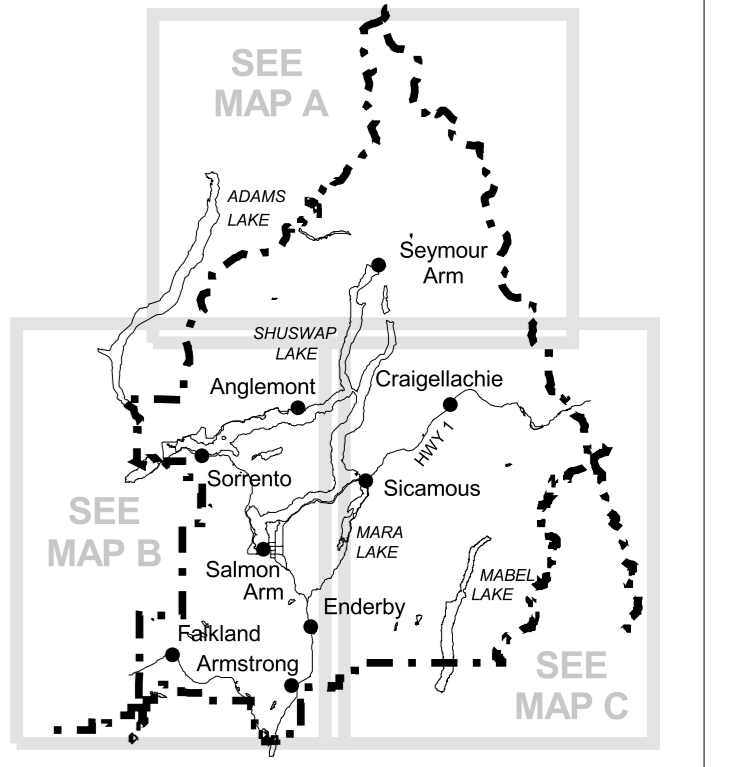 SEE
MAP A
ADAMS
LAKE
Seymour
Arm
SHUSWAP
LAKE
Anglemont
Craigellachie
HWY 1
Sorrento
Sicamous
SEE
MAP B
MARA
LAKE
Salmon
Arm
MABEL
LAKE
Enderby
Falkland
Armstrong
SEE
MAP C